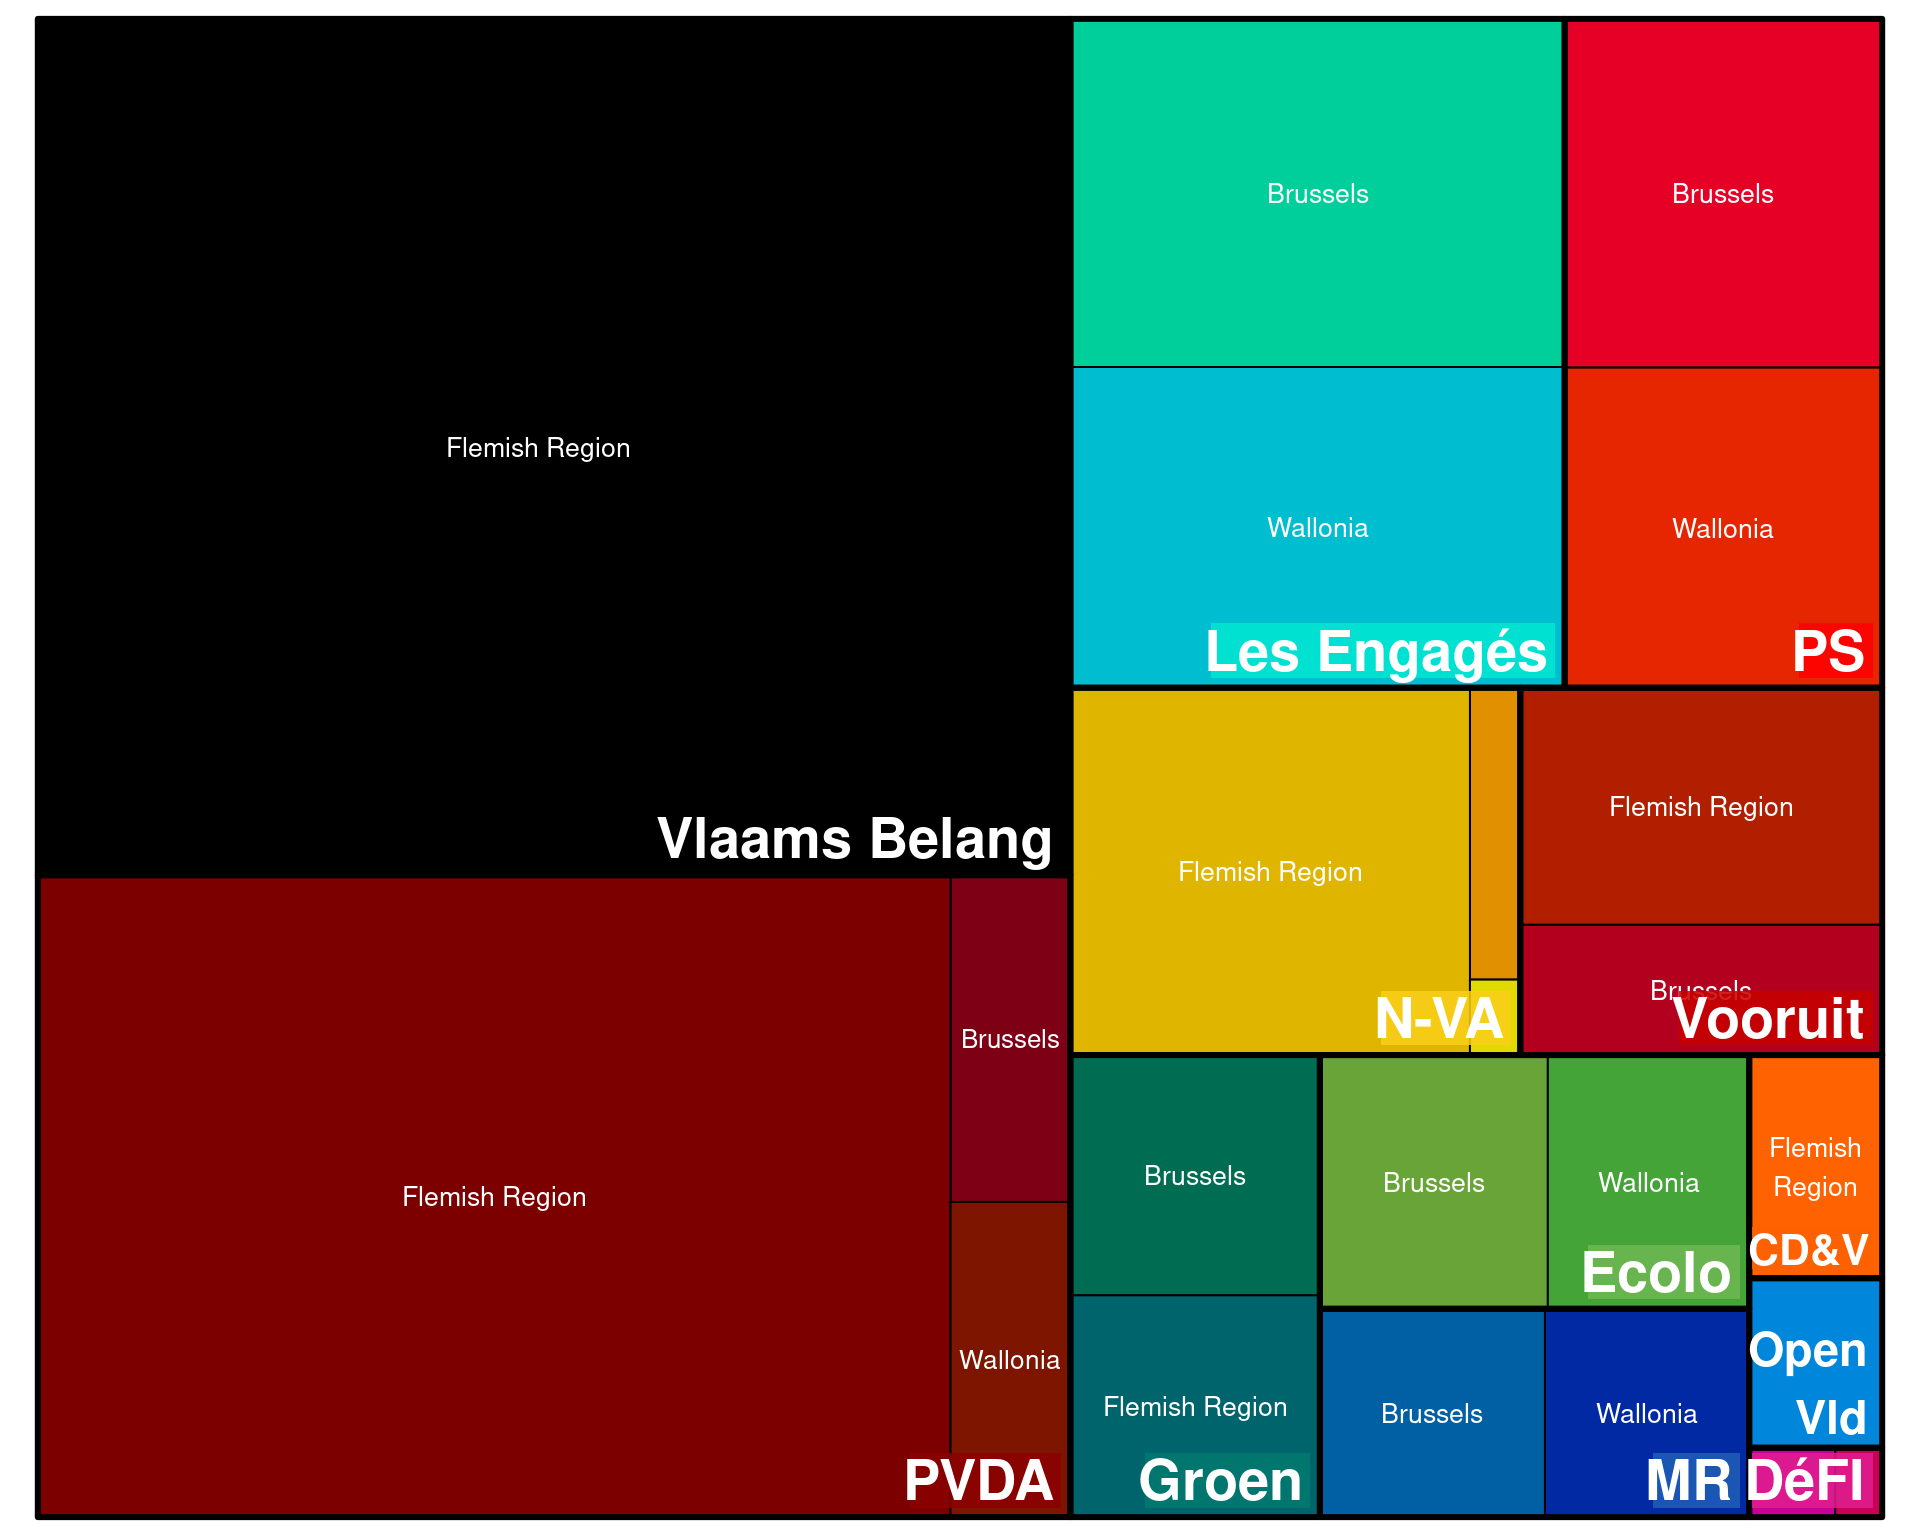 Flemish Region
Vlaams Belang
Flemish Region
Brussels
Wallonia
PVDA
Brussels
Wallonia
Les Engagés
Brussels
Wallonia
PS
Flemish Region
N-VA
Flemish Region
Brussels
Vooruit
Brussels
Flemish Region
Groen
Brussels
Wallonia
Ecolo
Brussels
Wallonia
MR
Flemish
Region
CD&V
Open
Vld
DéFI